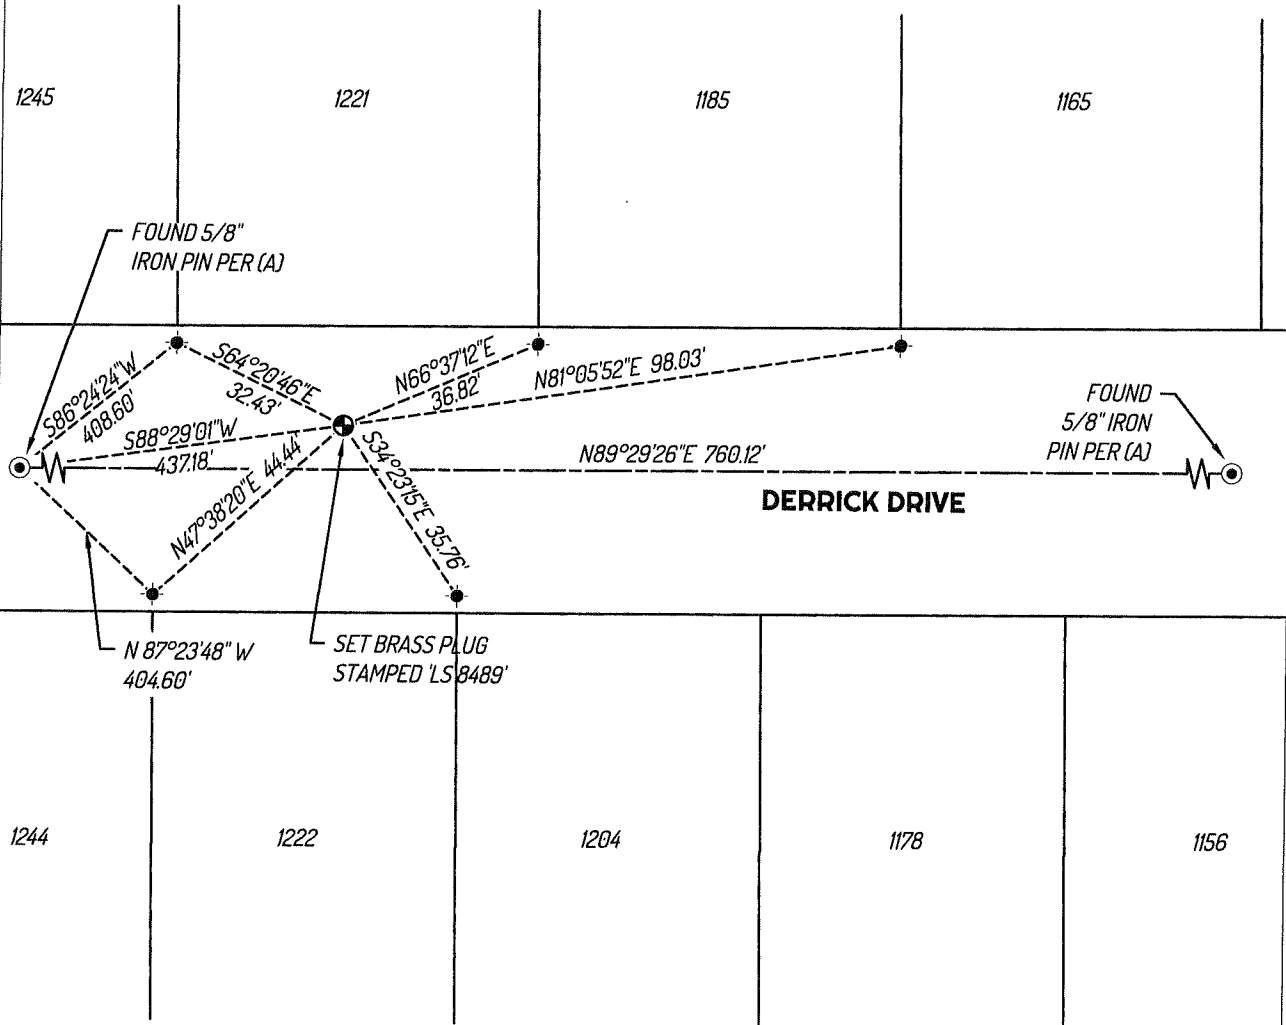 1245
1221
1185
1165
FOUND 5/8"
IRON PIN PER (A)
S86°24'24"W
408.60'
S64°20'46"E
32.43'
N66°37'12"E
36.82'
N81°05'52"E 98.03'
FOUND
5/8" IRON
PIN PER (A)
S88°29'01"W
437.18'
N47°38'20"E 44.44'
S34°23'15"E 35.76'
N89°29'26"E 760.12'
DERRICK DRIVE
N 87°23'48" W
404.60'
SET BRASS PLUG
STAMPED 'LS 8489'
1244
1222
1204
1178
1156